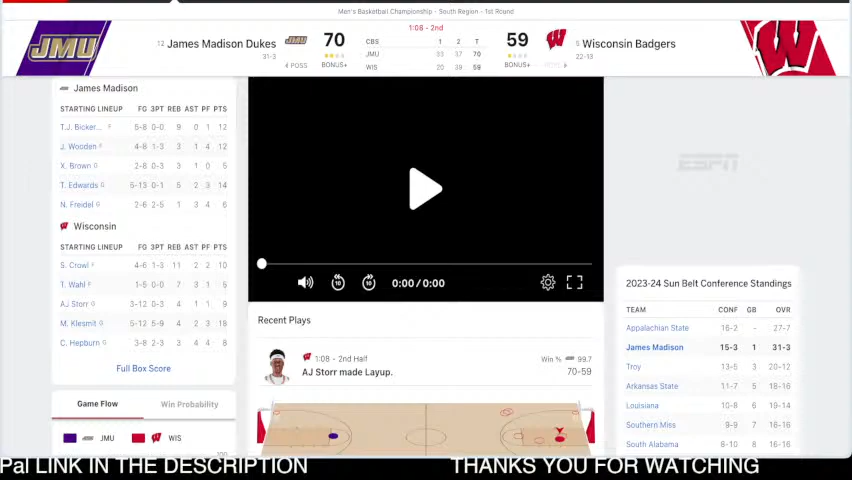 Men's Basketball Championship - South Region - 1st Round
JMU
12 James Madison Dukes
31-3
JMU
70
POSS
BONUS+
1:08 - 2nd
CBS 1 2 T
JMU 33 37 70
WIS 20 39 59
59
BONUS+
5 Wisconsin Badgers
22-13
James Madison
STARTING LINEUP FG 3PT REB AST PF PTS
T.J. Bicker... F 5-8 0-0 9 0 1 12
J. Wooden F 4-8 1-3 3 1 4 12
X. Brown G 2-8 0-3 3 1 0 5
T. Edwards G 5-13 0-1 5 2 3 14
N. Freidel G 2-6 2-5 1 3 4 6
Wisconsin
STARTING LINEUP FG 3PT REB AST PF PTS
S. Crowl F 4-6 1-3 11 2 2 10
T. Wahl F 1-5 0-0 7 3 1 5
AJ Storr G 3-12 0-3 4 1 1 9
M. Klesmit G 5-12 5-9 4 2 3 18
C. Hepburn G 3-8 2-3 3 4 4 8
Full Box Score
Game Flow Win Probability
JMU WIS
100
10 10 0:00 / 0:00
Recent Plays
1:08 - 2nd Half
AJ Storr made Layup.
Win % 99.7
70-59
ESPN
2023-24 Sun Belt Conference Standings
TEAM CONF GB OVR
Appalachian State 16-2 - 27-7
James Madison 15-3 1 31-3
Troy 13-5 3 20-12
Arkansas State 11-7 5 18-16
Louisiana 10-8 6 19-14
Southern Miss 9-9 7 16-16
South Alabama 8-10 8 16-16
Pal LINK IN THE DESCRIPTION THANKS YOU FOR WATCHING